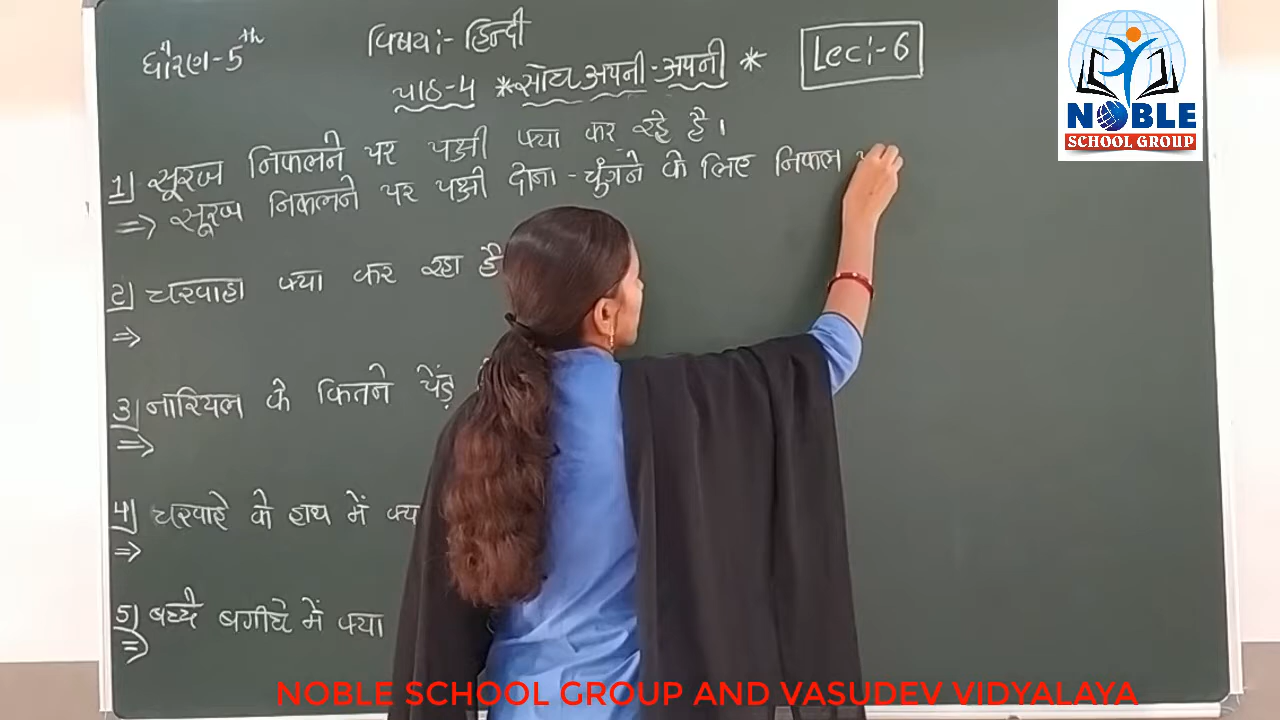 धोरण-5th
विषय:- हिन्दी
पाठ-4 *सोच अपनी-अपनी*
Lec:-6
NOBLE
SCHOOL GROUP
1) सूरज निकलने पर पक्षी क्या कर रहे है।
=> सूरज निकलने पर पक्षी दाना-चुंगने के लिए निकल
2) चरवाहा क्या कर रहा है
=>
3) नारियल के कितने पेंड़
=>
4) चरवाहे के हाथ में
=>
5) बच्चे बगीचे में क्या
=>
NOBLE SCHOOL GROUP AND VASUDEV VIDYALAYA